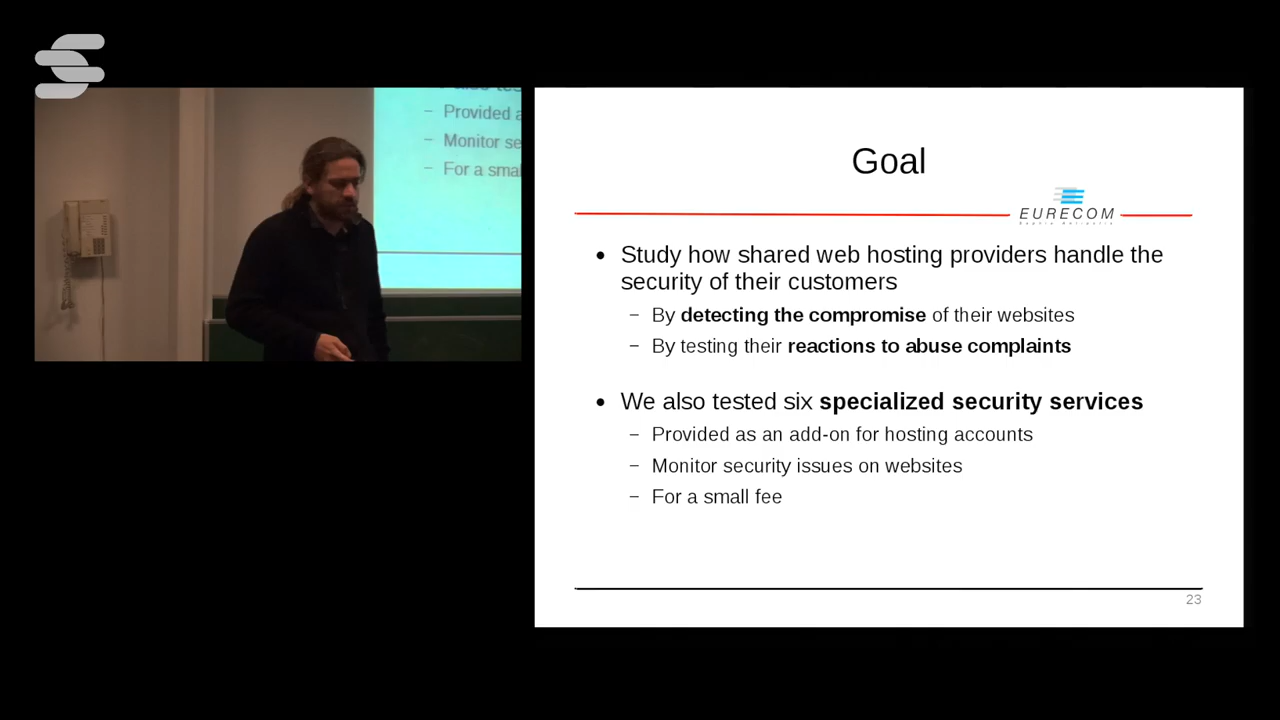 Provided a
Monitor se
For a smal
Goal
EURECOM
Study how shared web hosting providers handle the
security of their customers
By detecting the compromise of their websites
By testing their reactions to abuse complaints
We also tested six specialized security services
Provided as an add-on for hosting accounts
Monitor security issues on websites
For a small fee
23